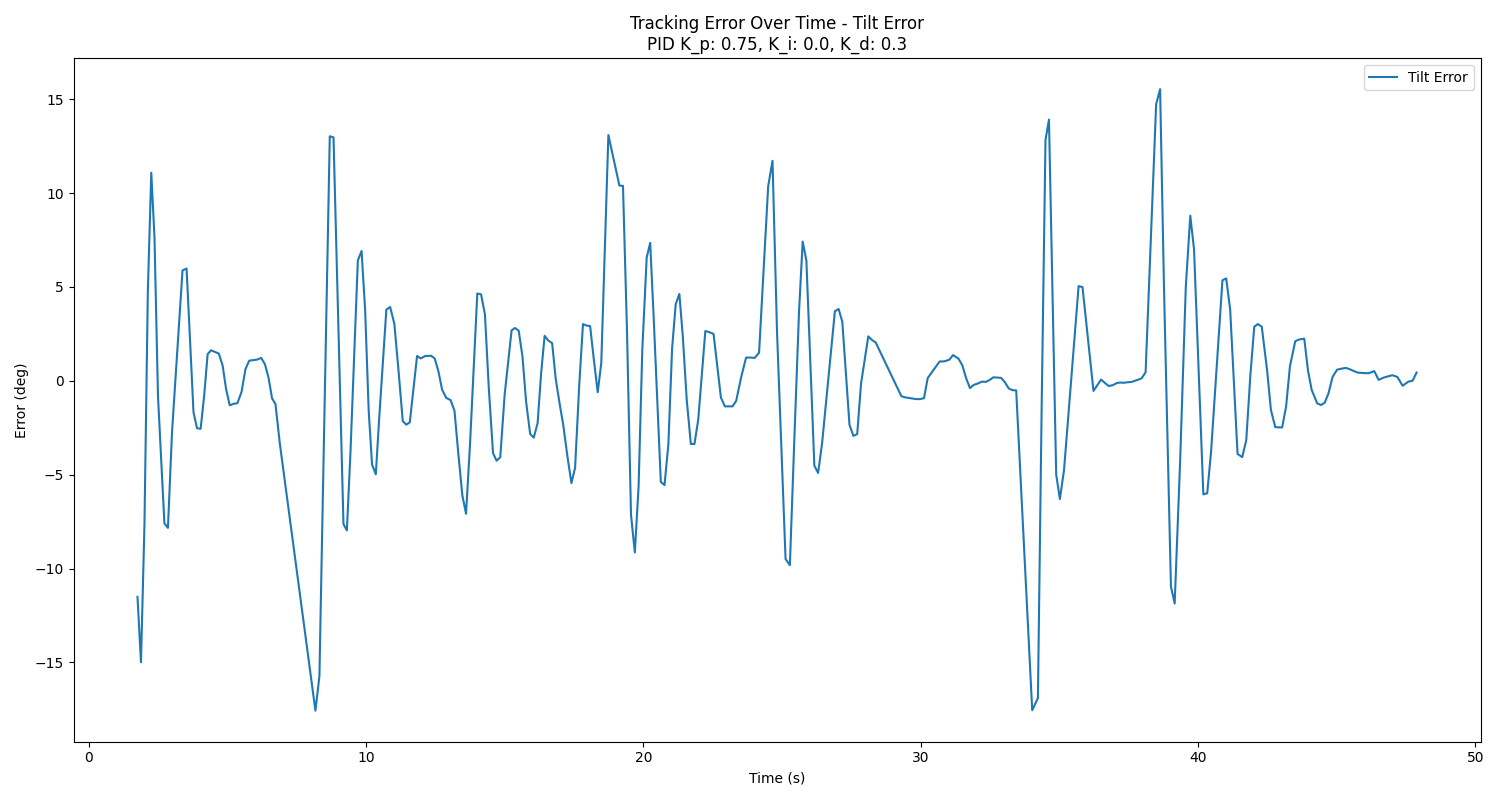 Tracking Error Over Time - Tilt Error
PID K_p: 0.75, K_i: 0.0, K_d: 0.3
Tilt Error
15
10
5
0
−5
−10
−15
Error (deg)
0 10 20 30 40 50
Time (s)